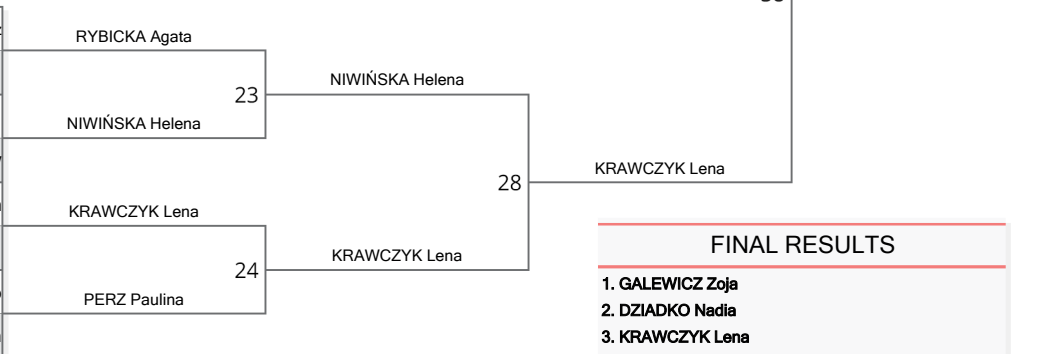 RYBICKA Agata
NIWIŃSKA Helena
23
NIWIŃSKA Helena
KRAWCZYK Lena
28
KRAWCZYK Lena
KRAWCZYK Lena
24
PERZ Paulina
FINAL RESULTS
1. GALEWICZ Zoja
2. DZIADKO Nadia
3. KRAWCZYK Lena